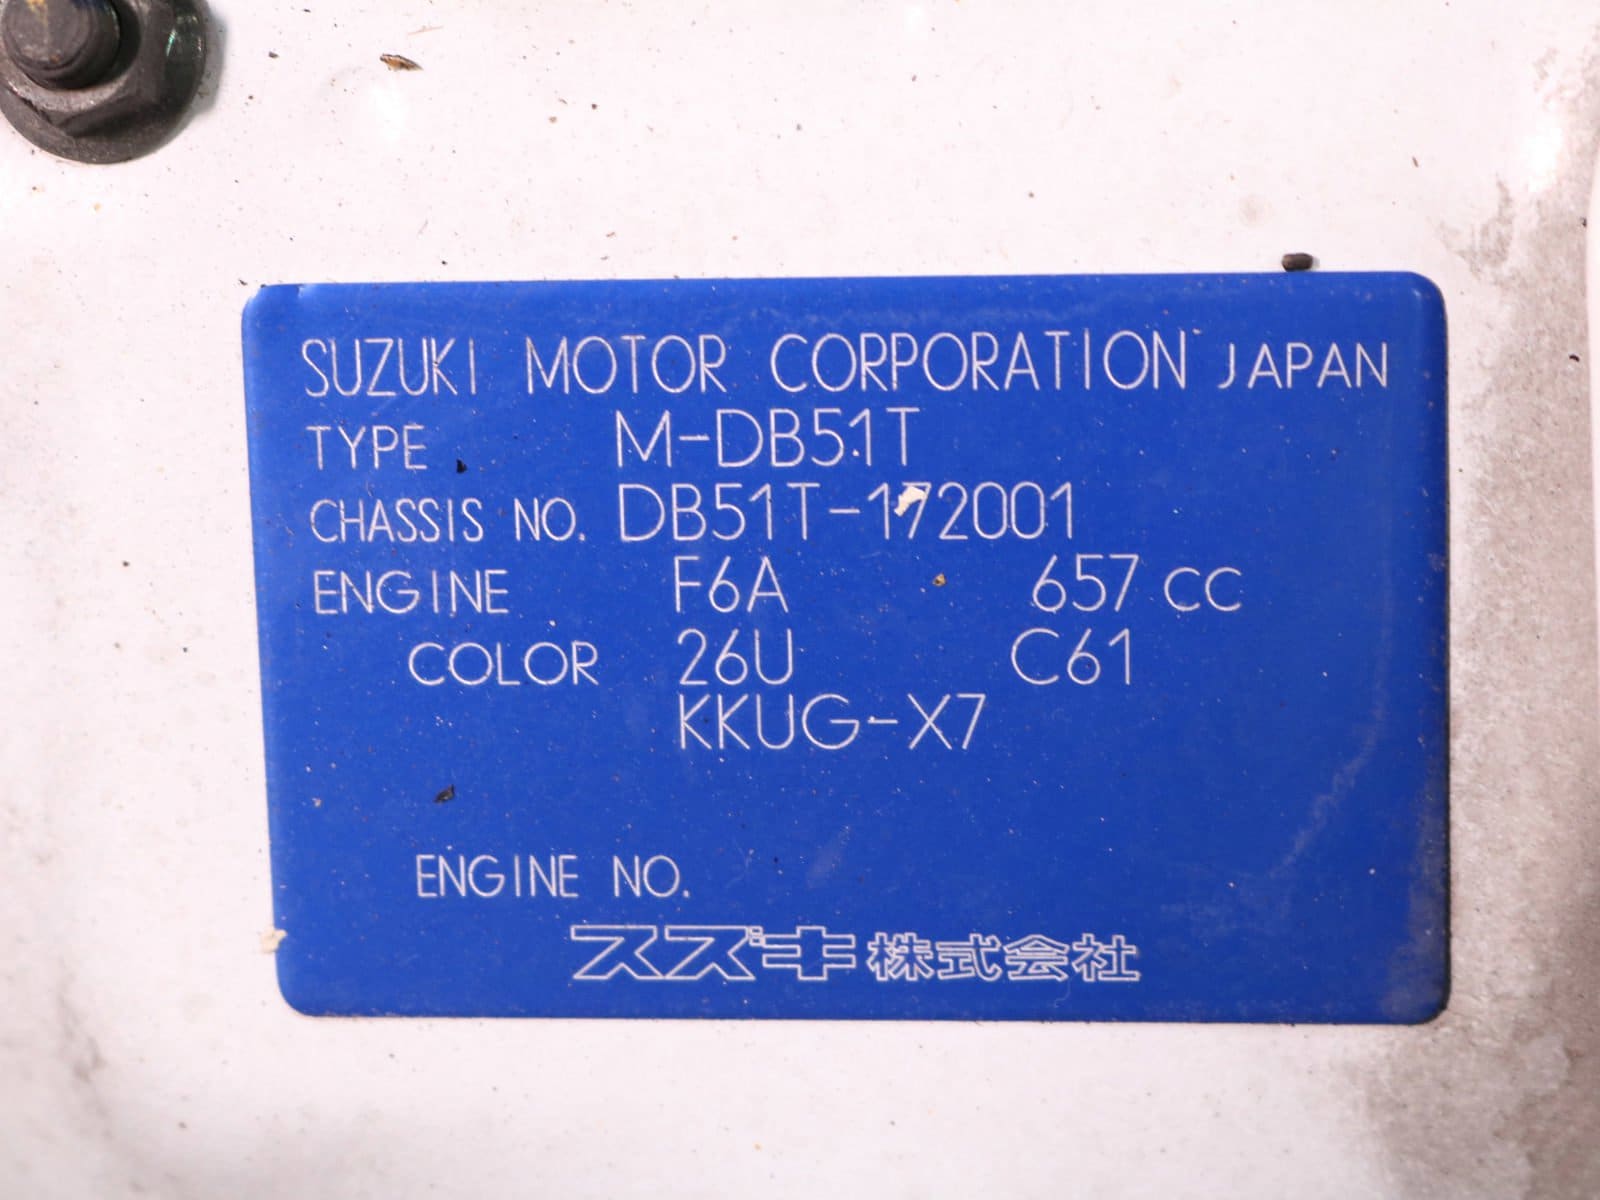 SUZUKI MOTOR CORPORATION JAPAN
TYPE M-DB51T
CHASSIS NO. DB51T-172001
ENGINE F6A 657 CC
COLOR 26U C61
KKUG-X7
ENGINE NO.
スズキ株式会社